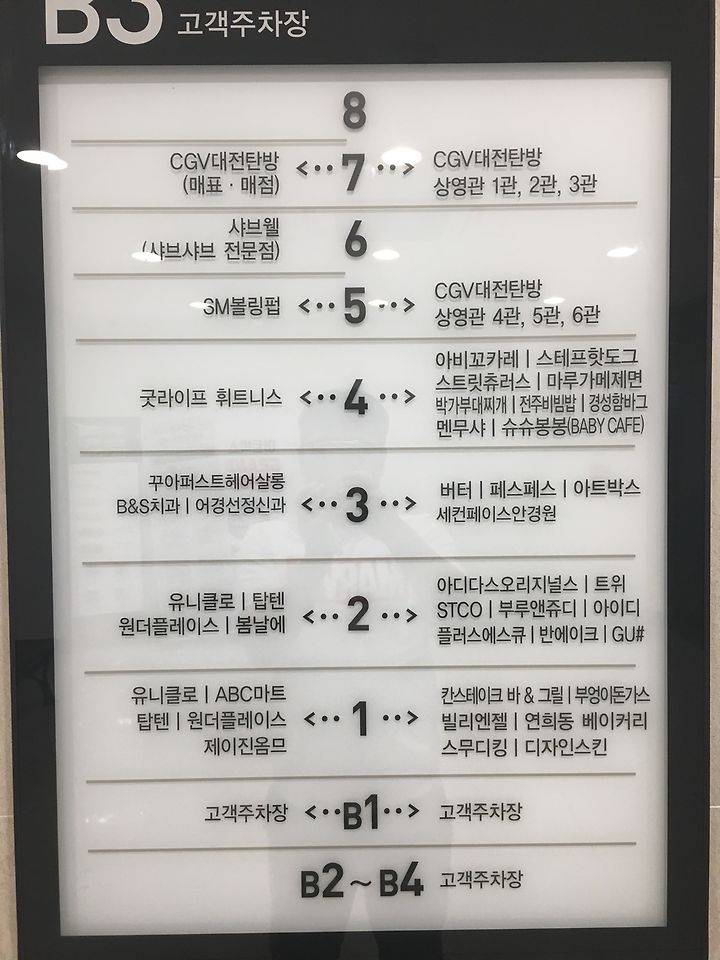 B3 고객주차장
8
CGV대전탄방
(매표 · 매점)
<··7··>
CGV대전탄방
상영관 1관, 2관, 3관
샤브웰
(샤브샤브 전문점)
6
SM볼링펍
<··5··>
CGV대전탄방
상영관 4관, 5관, 6관
굿라이프 휘트니스
<··4··>
아비꼬카레 | 스테프핫도그
스트릿츄러스 | 마루가메제면
박가부대찌개 | 전주비빔밥 | 경성함바그
멘무샤 | 슈슈봉봉(BABY CAFE)
꾸아퍼스트헤어살롱
B&S치과 | 어경선정신과
<··3··>
버터 | 페스페스 | 아트박스
세컨페이스안경원
유니클로 | 탑텐
원더플레이스 | 봄날에
<··2··>
아디다스오리지널스 | 트위
STCO | 부루앤쥬디 | 아이디
플러스에스큐 | 반에이크 | GU#
유니클로 | ABC마트
탑텐 | 원더플레이스
제이진옴므
<··1··>
칸스테이크 바 & 그릴 | 부엉이돈가스
빌리엔젤 | 연희동 베이커리
스무디킹 | 디자인스킨
고객주차장
<··B1··>
고객주차장
B2~B4 고객주차장